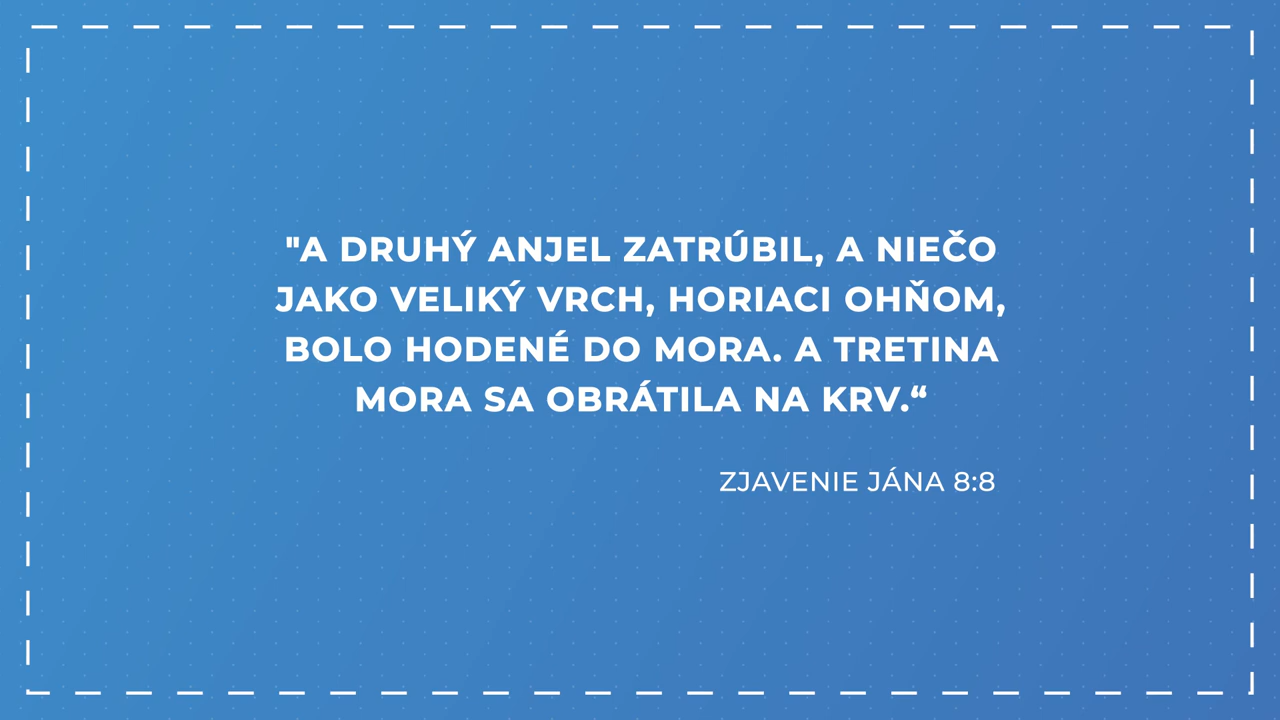 "A DRUHÝ ANJEL ZATRÚBIL, A NIEČO
JAKO VELIKÝ VRCH, HORIACI OHŇOM,
BOLO HODENÉ DO MORA. A TRETINA
MORA SA OBRÁTILA NA KRV.“
ZJAVENIE JÁNA 8:8